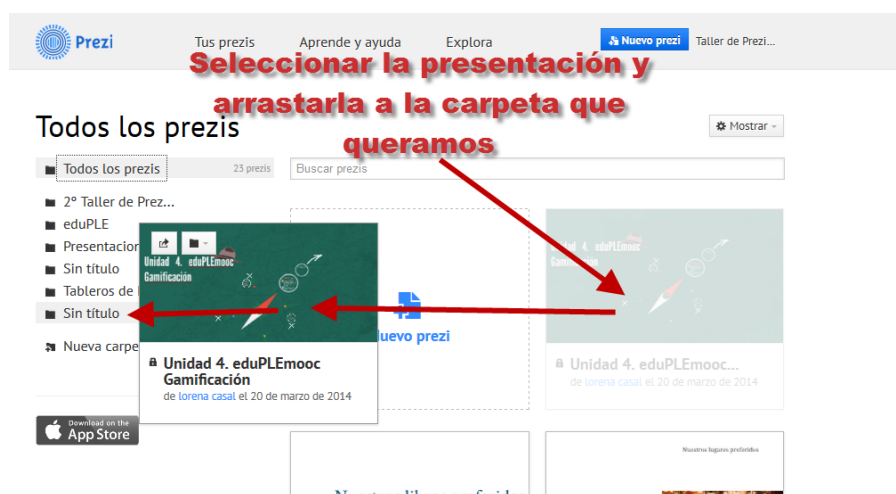 Prezi
Tus prezis
Aprende y ayuda
Explora
Nuevo prezi
Taller de Prezi...
Seleccionar la presentación y
arrastarla a la carpeta que
queramos
Todos los prezis
Mostrar
Todos los prezis
23 prezis
Buscar prezis
2º Taller de Prez...
eduPLE
Presentacion
Sin título
Tableros de
Sin título
Nueva carpe
Unidad 4. eduPLEmooc
Gamificación
Unidad 4. eduPLEmooc
Gamificación
de lorena casal el 20 de marzo de 2014
Nuevo prezi
Unidad 4. eduPLEmooc
Gamificación
Unidad 4. eduPLEmooc...
de lorena casal el 20 de marzo de 2014
Download on the
App Store
Nuestros lugares preferidos